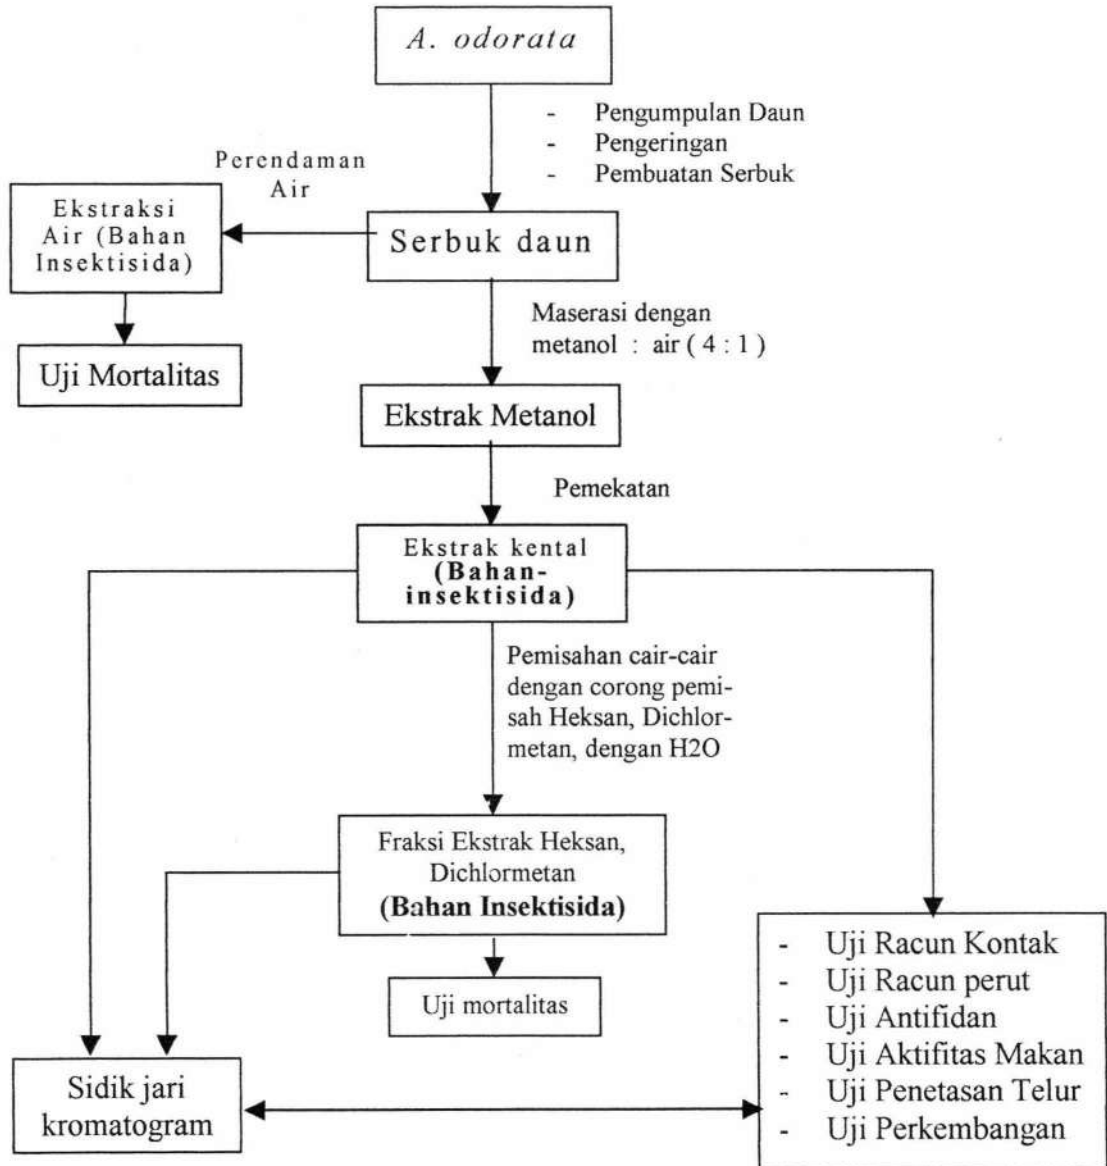 A. odorata
- Pengumpulan Daun
- Pengeringan
- Pembuatan Serbuk
Perendaman
Air
Ekstraksi
Air (Bahan
Insektisida)
Serbuk daun
Uji Mortalitas
Maserasi dengan
metanol : air ( 4 : 1 )
Ekstrak Metanol
Pemekatan
Ekstrak kental
(Bahan-
insektisida)
Pemisahan cair-cair
dengan corong pemi-
sah Heksan, Dichlor-
metan, dengan H2O
Fraksi Ekstrak Heksan,
Dichlormetan
(Bahan Insektisida)
Uji mortalitas
- Uji Racun Kontak
- Uji Racun perut
- Uji Antifidan
- Uji Aktifitas Makan
- Uji Penetasan Telur
- Uji Perkembangan
Sidik jari
kromatogram